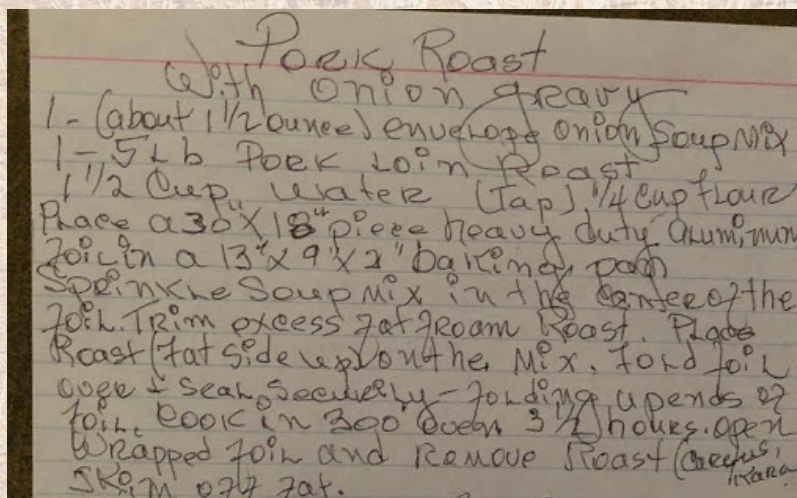 Pork Roast
With onion gravy
1 - (about 1 1/2 ounce) envelope onion Soup Mix
1 - 5 Lb Pork Loin Roast
1 1/2 Cup water (Tap) 1/4 cup flour
Place a 30" X 18" piece heavy duty aluminum
foil in a 13" x 9" x 2" baking pan
Sprinkle Soup Mix in the center of the
foil. Trim excess fat froam Roast. Place
Roast (fat side up) on the Mix. Fold foil
over & seal securely - folding up ends of
foil. Cook in 300° oven 3 1/2 hours. open
Wrapped foil and Remove Roast (Careful,
Kara
Skim off fat.